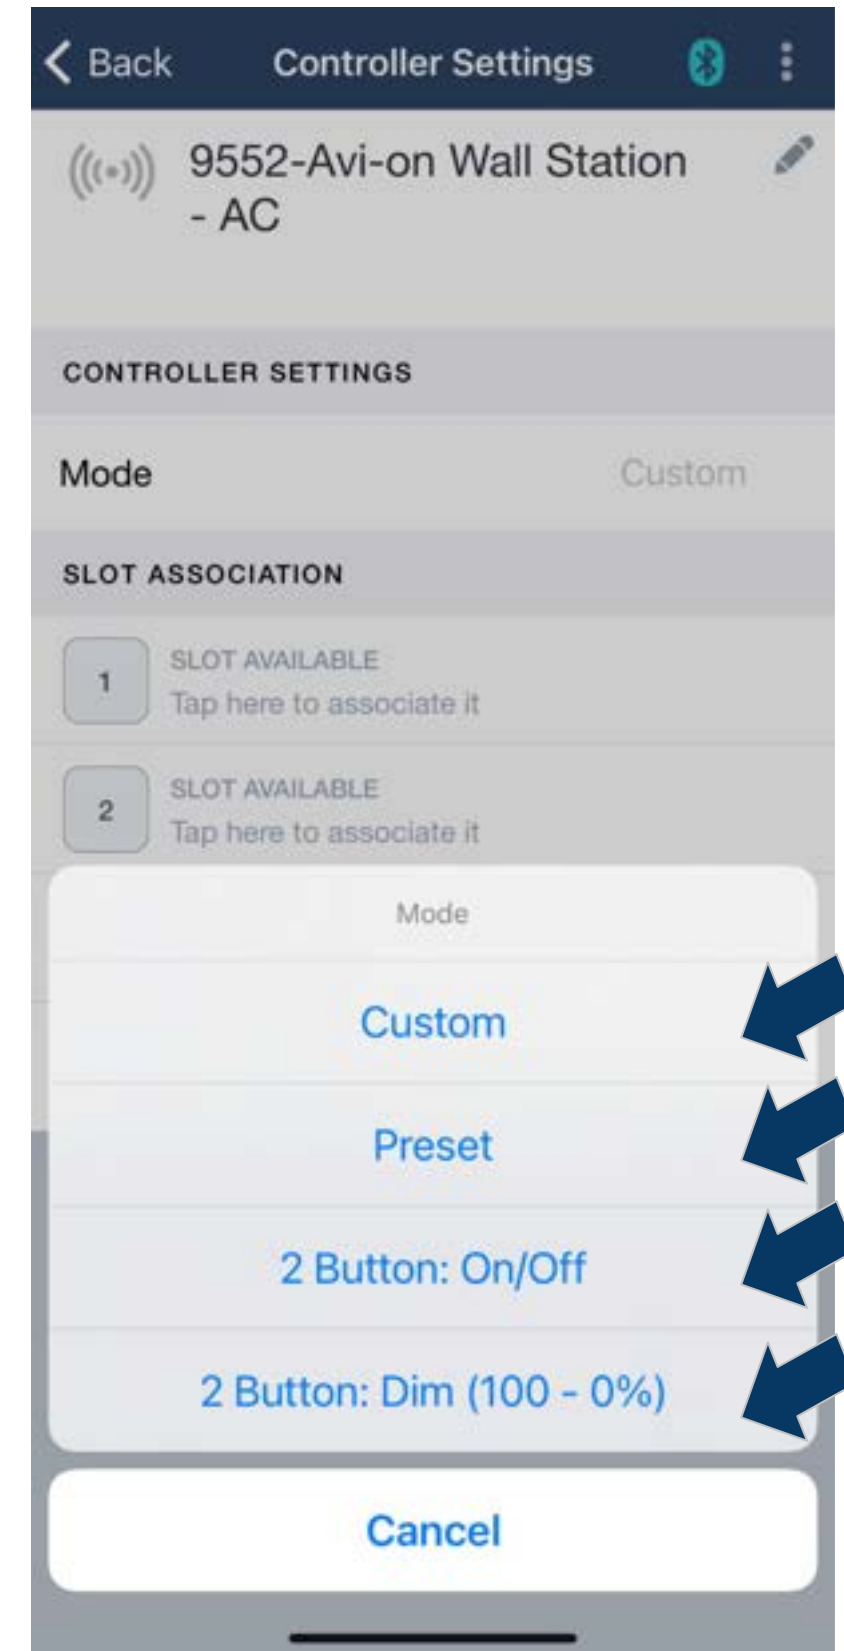 Back
Controller Settings
9552-Avi-on Wall Station
- AC
CONTROLLER SETTINGS
Mode
Custom
SLOT ASSOCIATION
1
SLOT AVAILABLE
Tap here to associate it
2
SLOT AVAILABLE
Tap here to associate it
Mode
Custom
Preset
2 Button: On/Off
2 Button: Dim (100 - 0%)
Cancel